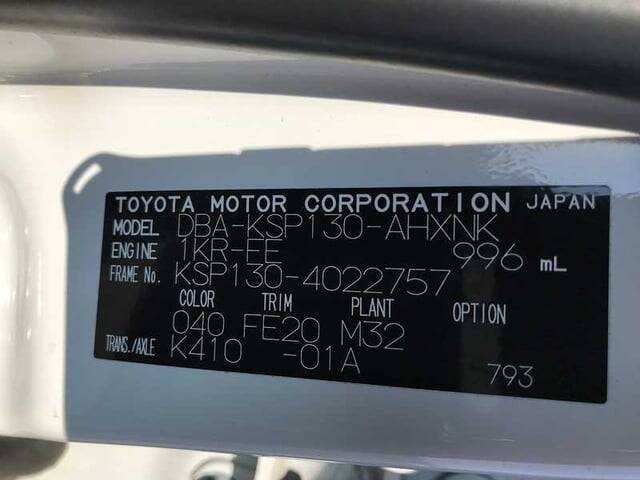 TOYOTA MOTOR CORPORATION JAPAN
MODEL DBA-KSP130-AHXNK
ENGINE 1KR-FE 996 mL
FRAME No. KSP130-4022757
COLOR TRIM PLANT OPTION
040 FE20 M32
TRANS./AXLE K410 -01A
793